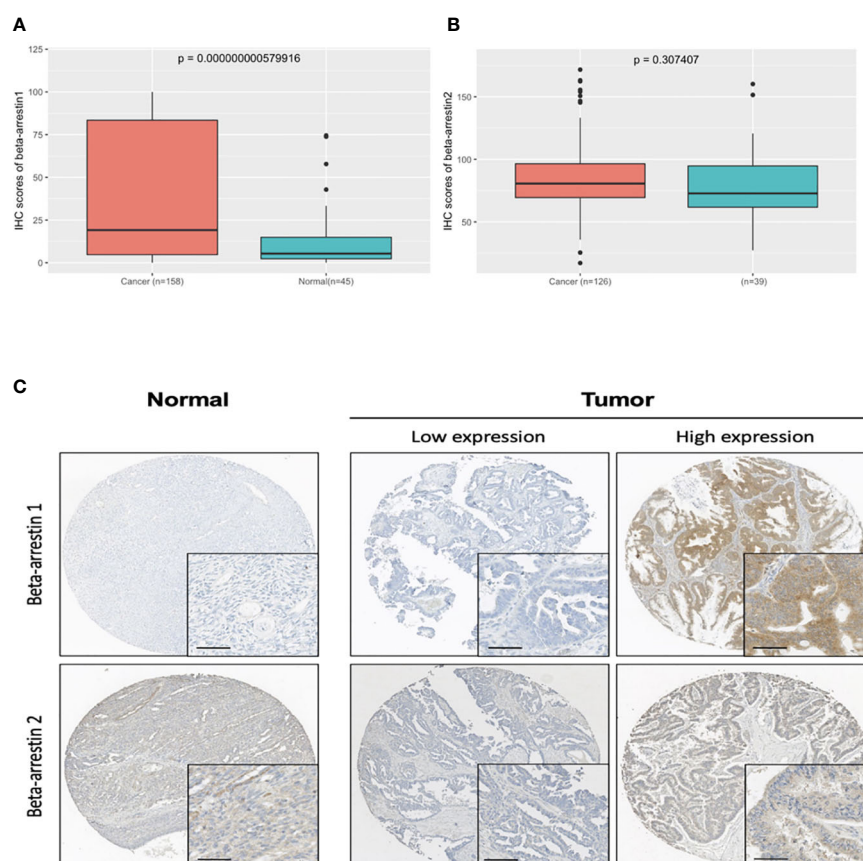 A
p = 0.000000000579916
IHC scores of beta-arrestin1
125
100
75
50
25
0
Cancer (n=158)
Normal(n=45)
B
p = 0.307407
IHC scores of beta-arrestin2
150
100
50
Cancer (n=126)
(n=39)
C
Normal
Tumor
Low expression
High expression
Beta-arrestin 1
Beta-arrestin 2